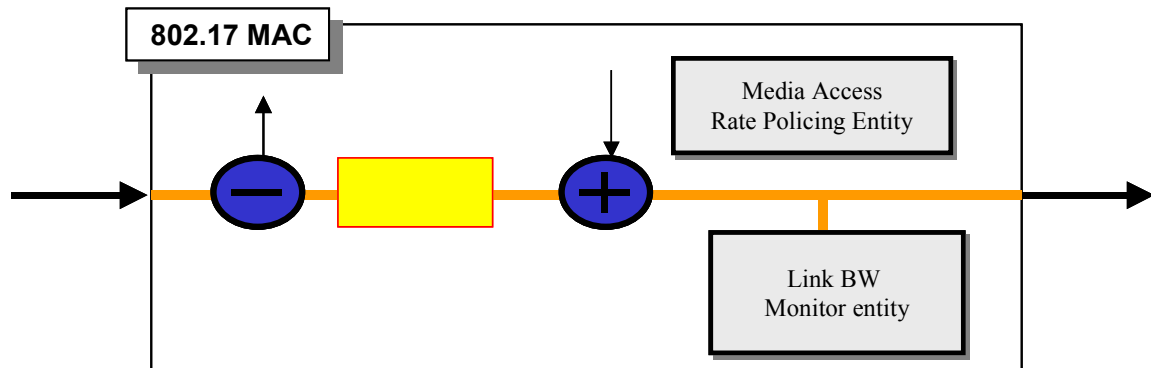 802.17 MAC
Media Access
Rate Policing Entity
Link BW
Monitor entity